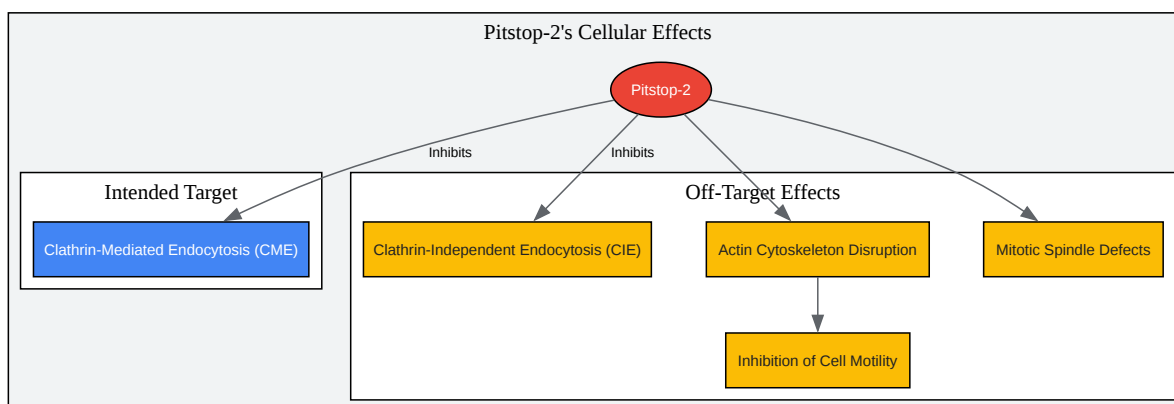 Pitstop-2's Cellular Effects
Pitstop-2
Inhibits
Inhibits
Intended Target
Off-Target Effects
Clathrin-Mediated Endocytosis (CME)
Clathrin-Independent Endocytosis (CIE)
Actin Cytoskeleton Disruption
Mitotic Spindle Defects
Inhibition of Cell Motility